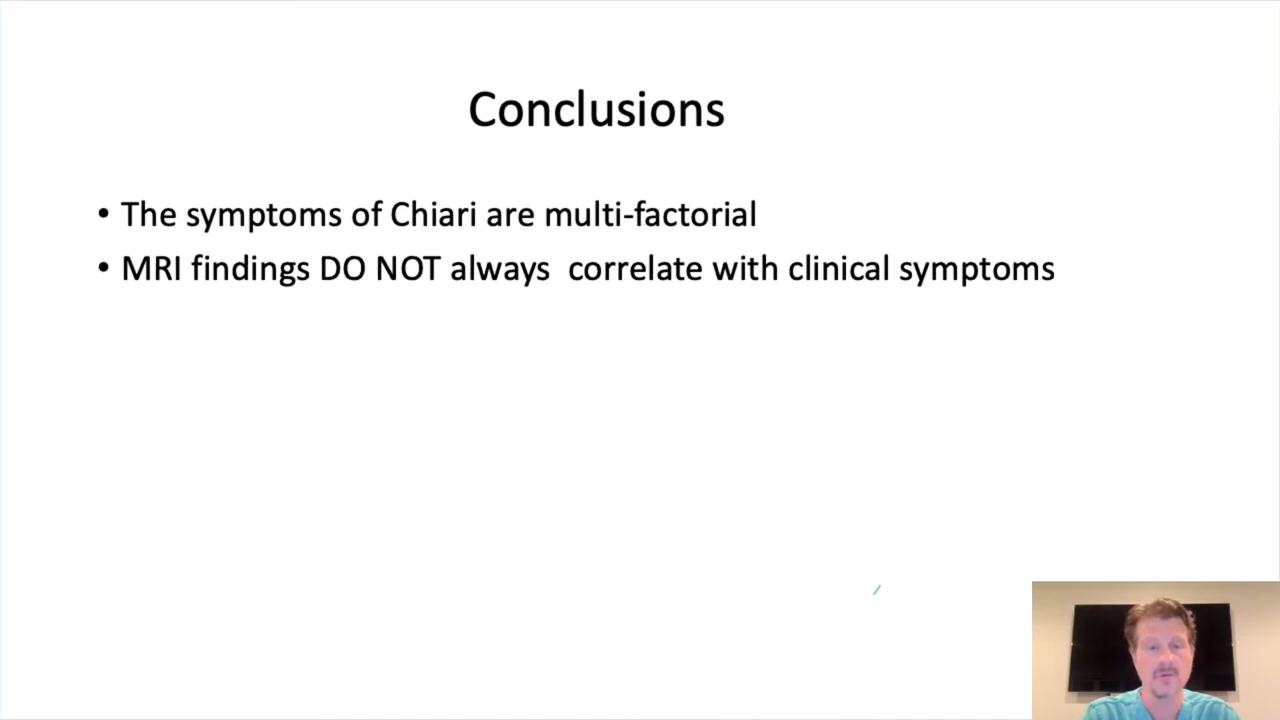 Conclusions
• The symptoms of Chiari are multi-factorial
• MRI findings DO NOT always  correlate with clinical symptoms